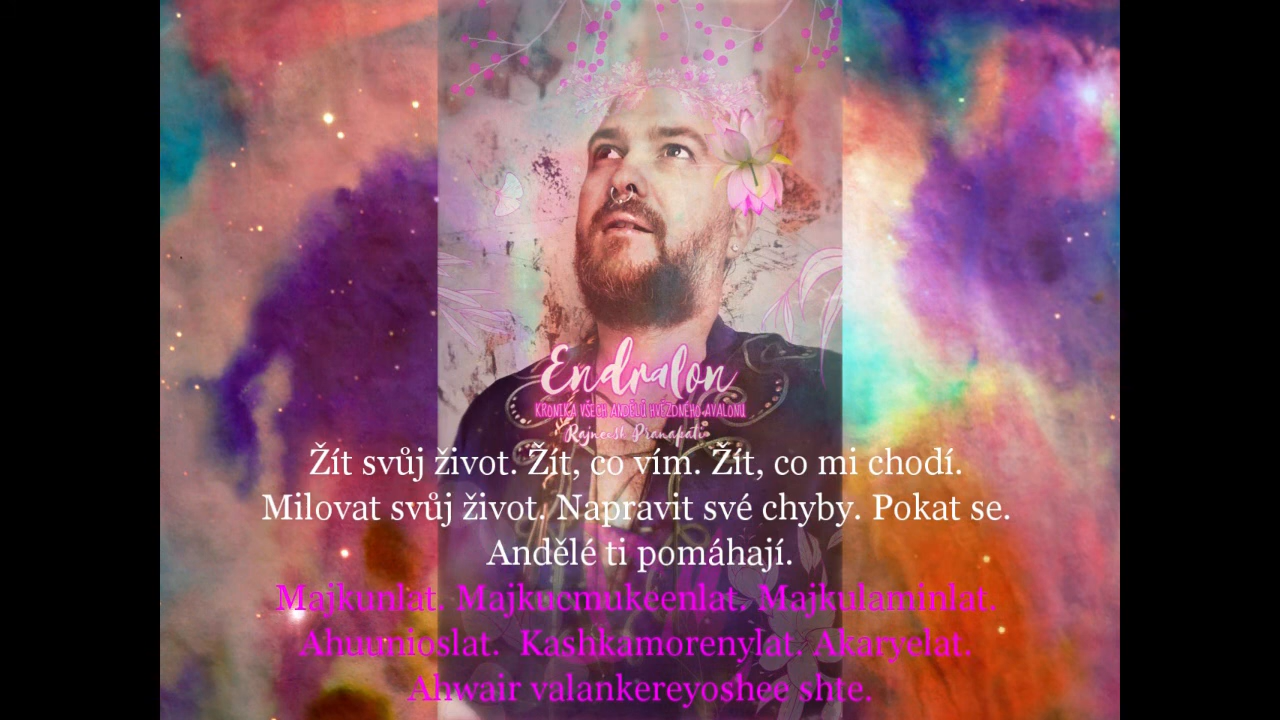 Endralon
KRONIKA VŠECH ANDĚLŮ HVĚZDNÉHO AVALONU
Rajneesh Pranapati
Žít svůj život. Žít, co vím. Žít, co mi chodí.
Milovat svůj život. Napravit své chyby. Pokat se.
Andělé ti pomáhají.
Majkunlat. Majkucmukeenlat. Majkulaminlat.
Ahuunioslat. Kashkamorenylat. Akaryelat.
Ahwair valankereyoshee shte.